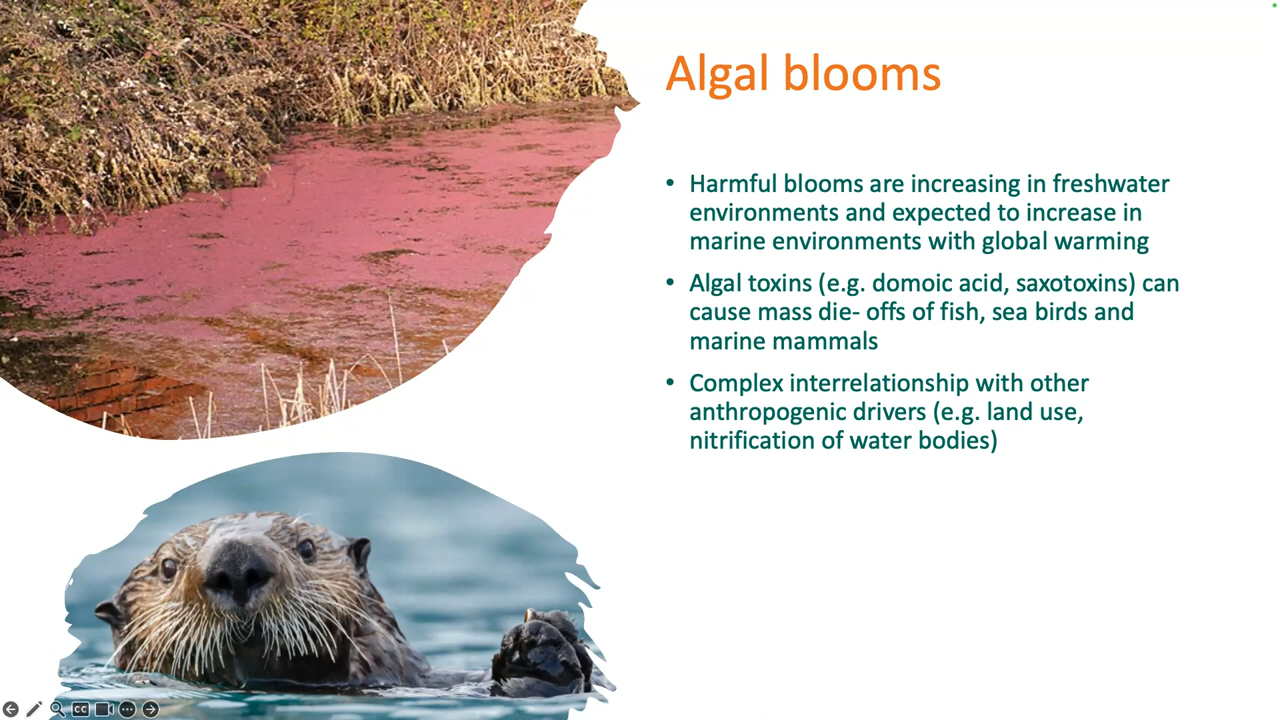 Algal blooms
• Harmful blooms are increasing in freshwater
environments and expected to increase in
marine environments with global warming
• Algal toxins (e.g. domoic acid, saxotoxins) can
cause mass die- offs of fish, sea birds and
marine mammals
• Complex interrelationship with other
anthropogenic drivers (e.g. land use,
nitrification of water bodies)
CC